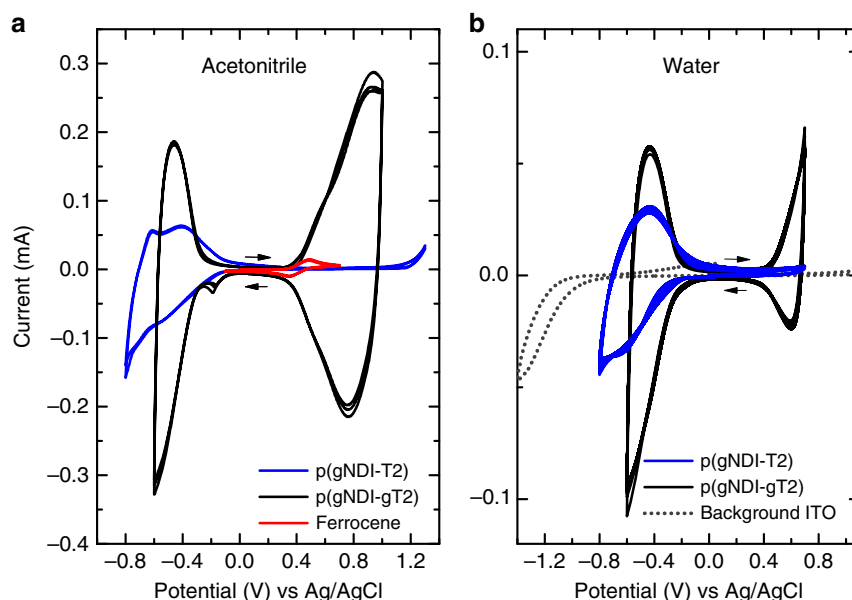 a
Acetonitrile
Current (mA)
0.3
0.2
0.1
0.0
−0.1
−0.2
−0.3
−0.4
p(gNDI-T2)
p(gNDI-gT2)
Ferrocene
−0.8 −0.4 0.0 0.4 0.8 1.2
Potential (V) vs Ag/AgCl
b
Water
0.1
0.0
−0.1
p(gNDI-T2)
p(gNDI-gT2)
Background ITO
−1.2 −0.8 −0.4 0.0 0.4 0.8
Potential (V) vs Ag/AgCl